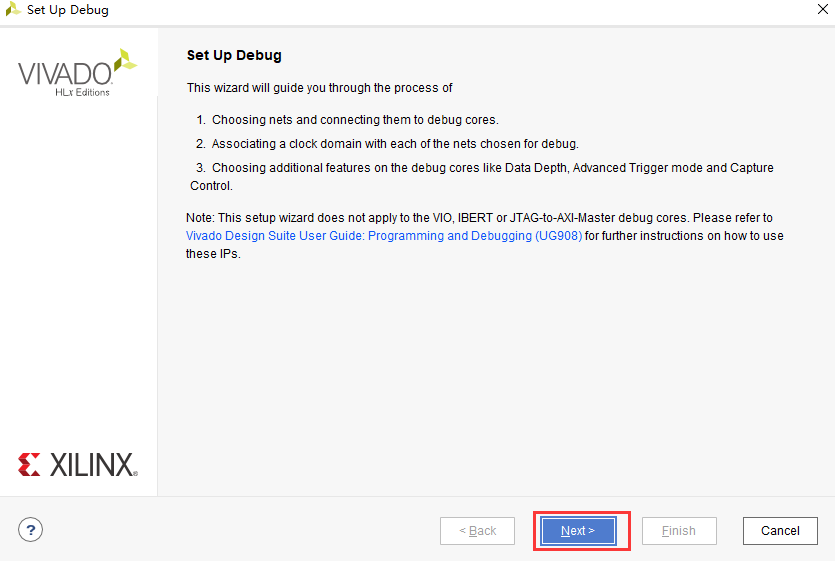 Set Up Debug
VIVADO
HLx Editions
Set Up Debug
This wizard will guide you through the process of
1. Choosing nets and connecting them to debug cores.
2. Associating a clock domain with each of the nets chosen for debug.
3. Choosing additional features on the debug cores like Data Depth, Advanced Trigger mode and Capture
Control.
Note: This setup wizard does not apply to the VIO, IBERT or JTAG-to-AXI-Master debug cores. Please refer to
Vivado Design Suite User Guide: Programming and Debugging (UG908) for further instructions on how to use
these IPs.
XILINX®
?
< Back
Next >
Finish
Cancel